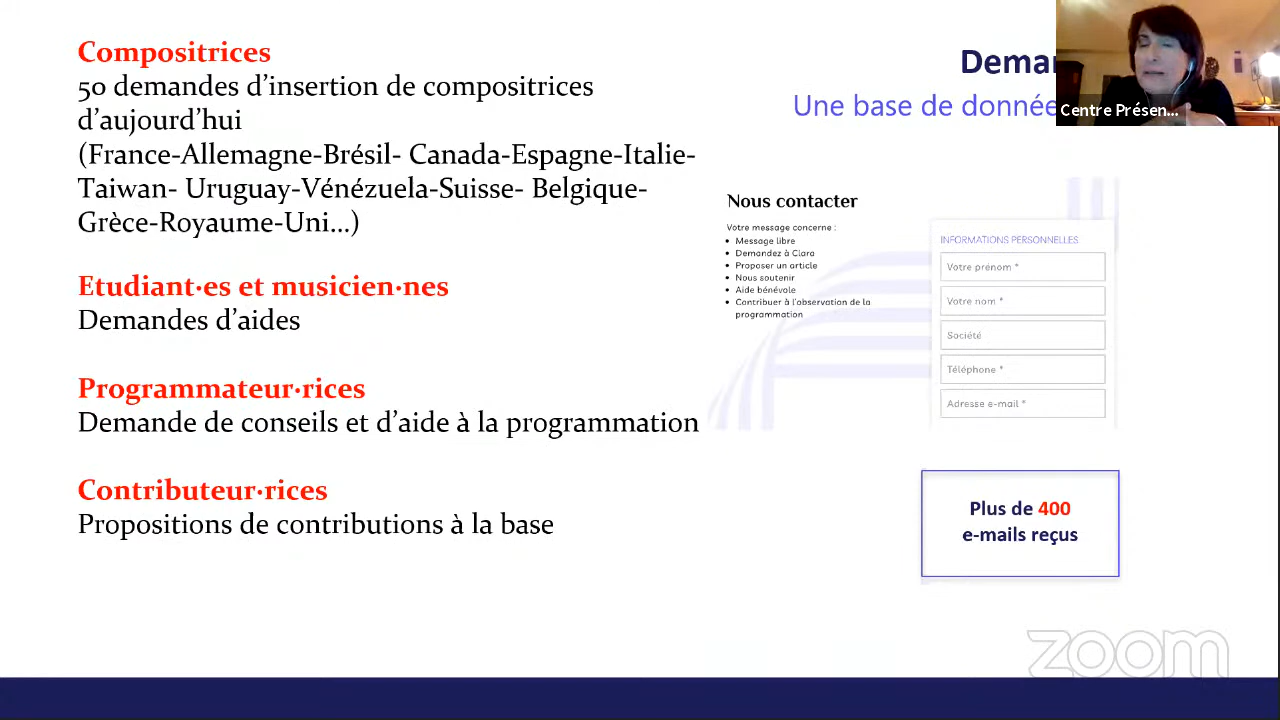 Compositrices
50 demandes d'insertion de compositrices
d'aujourd'hui
(France-Allemagne-Brésil- Canada-Espagne-Italie-
Taiwan- Uruguay-Vénézuela-Suisse- Belgique-
Grèce-Royaume-Uni...)
Etudiant·es et musicien·nes
Demandes d'aides
Programmateur·rices
Demande de conseils et d'aide à la programmation
Contributeur·rices
Propositions de contributions à la base
Une base de donnée
Centre Présen...
Nous contacter
Votre message concerne :
• Message libre
• Demandez à Clara
• Proposer un article
• Nous soutenir
• Aide bénévole
• Contribuer à l'observation de la
programmation
INFORMATIONS PERSONNELLES
Votre prénom *
Votre nom *
Société
Téléphone *
Adresse e-mail *
Plus de 400
e-mails reçus
zoom